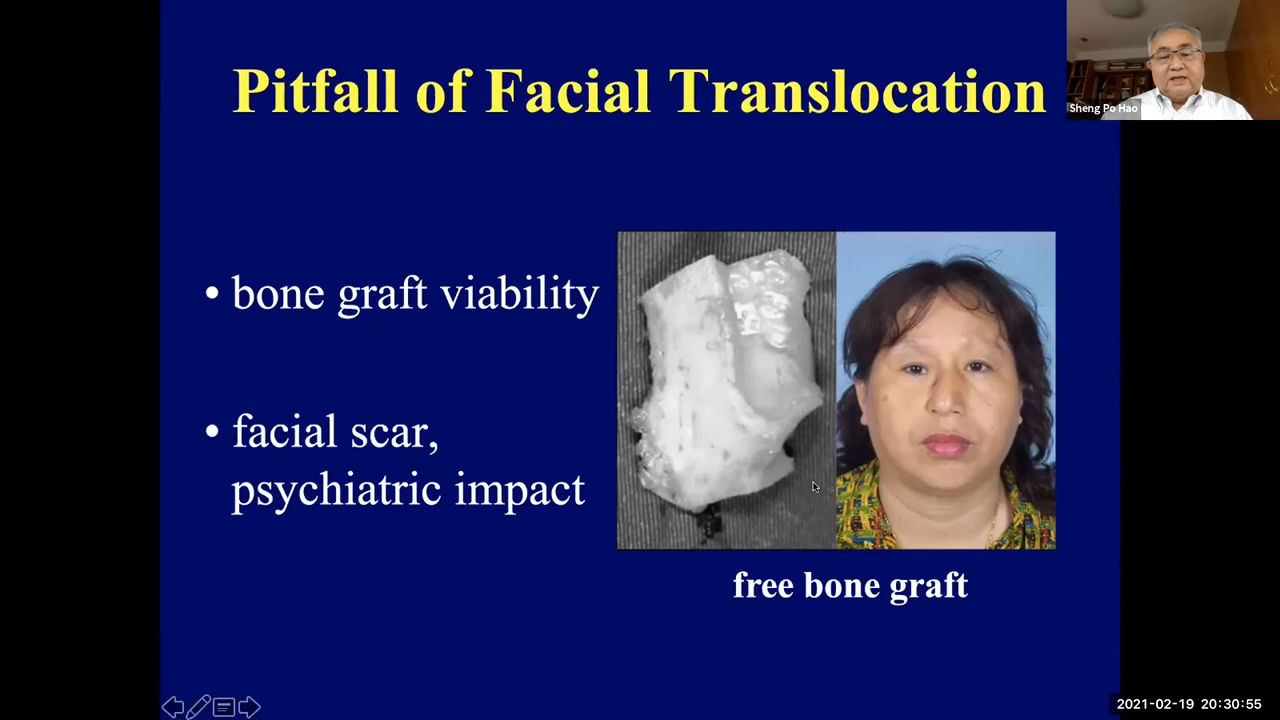 Pitfall of Facial Translocation
Sheng Po Hao
• bone graft viability
• facial scar,
psychiatric impact
free bone graft
2021-02-19 20:30:55